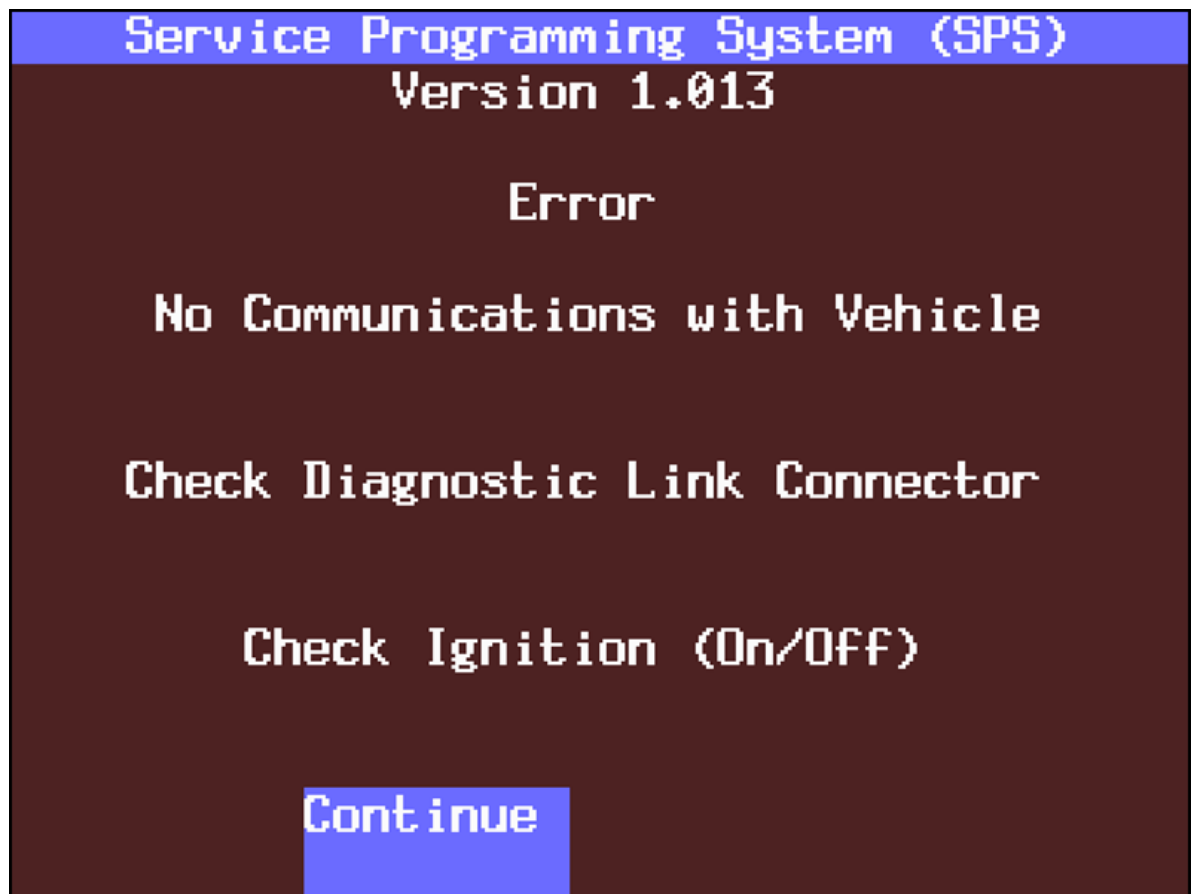 Service Programming System (SPS)
Version 1.013
Error
No Communications with Vehicle
Check Diagnostic Link Connector
Check Ignition (On/Off)
Continue